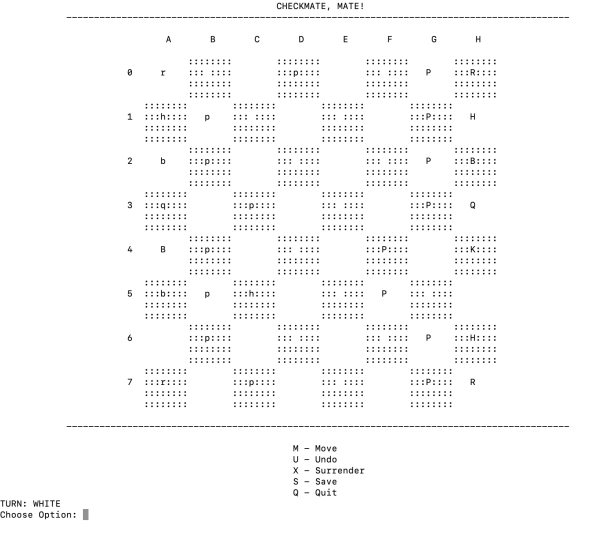 CHECKMATE, MATE!
A B C D E F G H
0 r p P R
1 h p P H
2 b p P B
3 q p P Q
4 B p P K
5 b p h P
6 p P H
7 r p P R
M – Move
U – Undo
X – Surrender
S – Save
Q – Quit
TURN: WHITE
Choose Option: